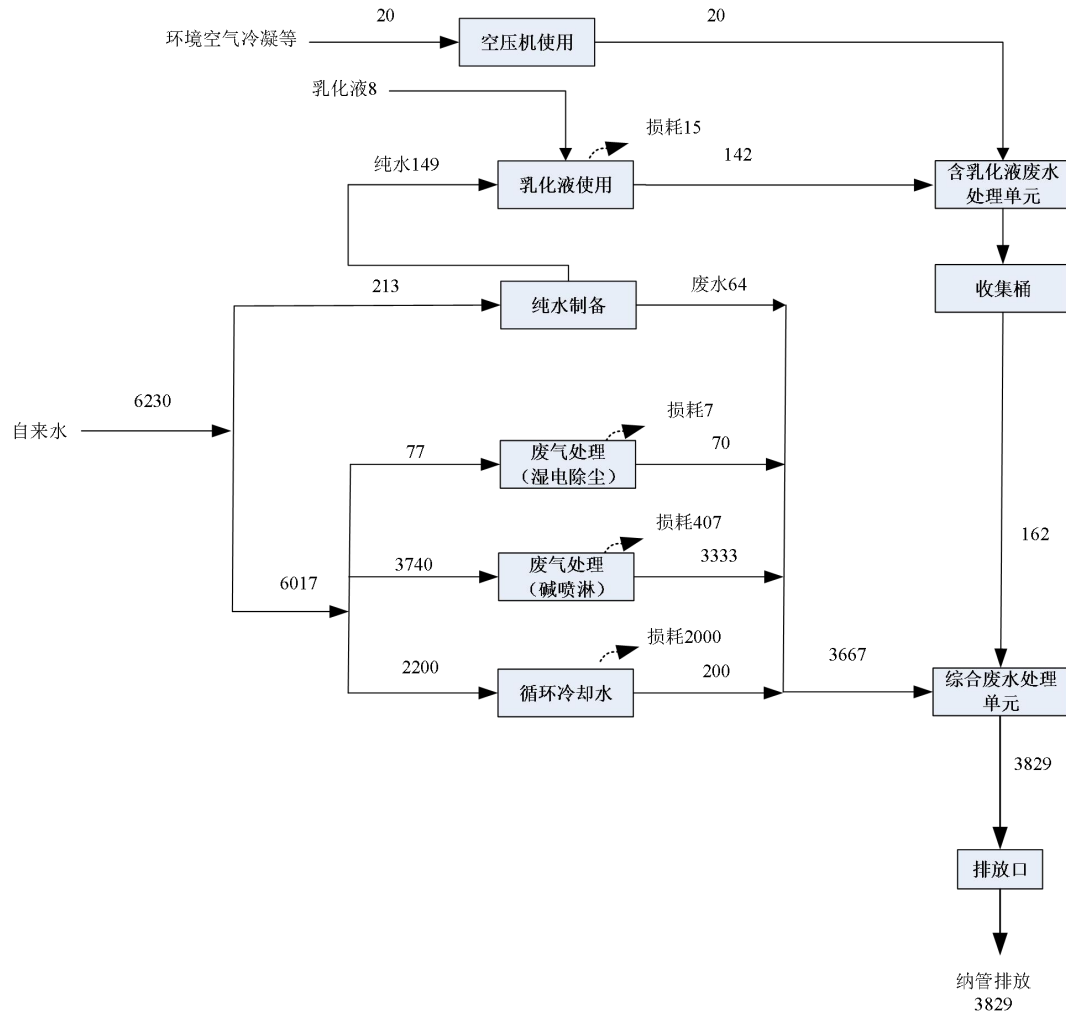 20
20
环境空气冷凝等
空压机使用
乳化液8
损耗15
纯水149
142
乳化液使用
含乳化液废水
处理单元
213
废水64
纯水制备
收集桶
6230
自来水
损耗7
77
废气处理
（湿电除尘）
70
损耗407
3740
废气处理
（碱喷淋）
3333
162
6017
损耗2000
2200
循环冷却水
200
3667
综合废水处理
单元
3829
排放口
纳管排放
3829